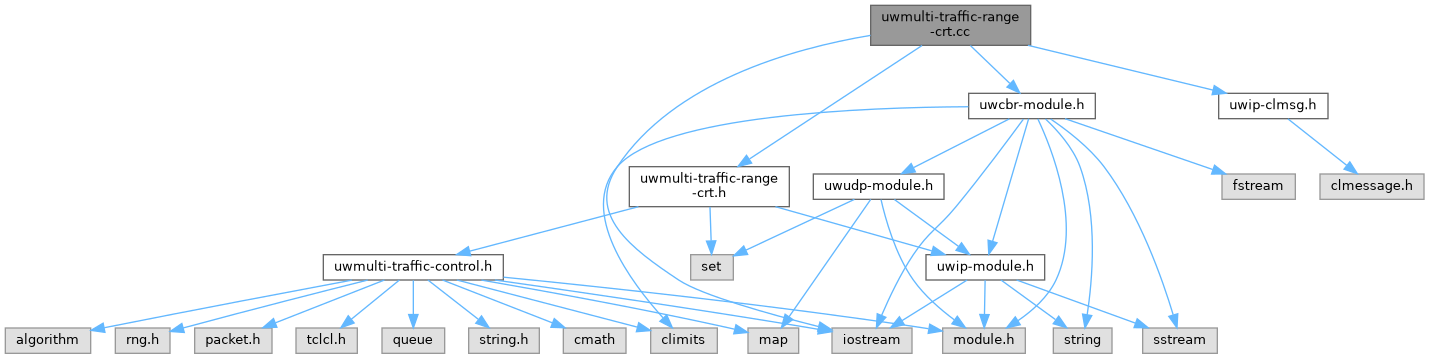 uwmulti-traffic-range
-crt.cc
uwcbr-module.h
uwip-clmsg.h
uwmulti-traffic-range
-crt.h
uwudp-module.h
fstream
clmessage.h
uwmulti-traffic-control.h
set
uwip-module.h
algorithm
rng.h
packet.h
tclcl.h
queue
string.h
cmath
climits
map
iostream
module.h
string
sstream